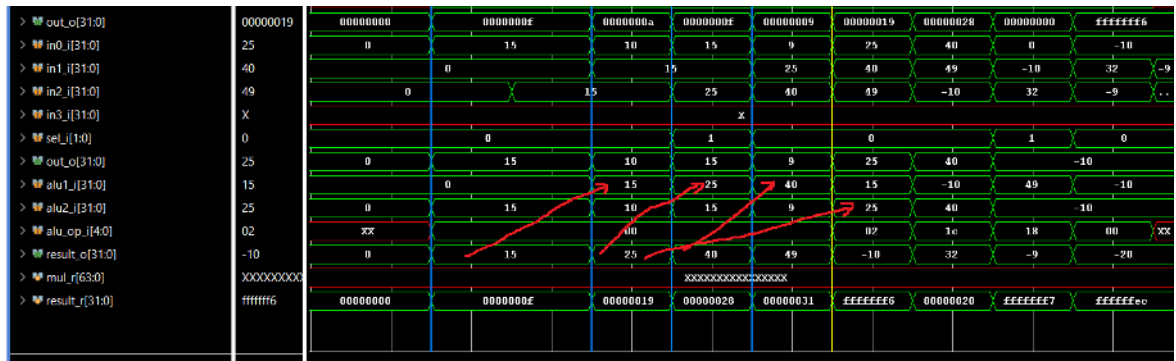 out_o[31:0] 00000019 00000000 0000000f 0000000a 0000000f 00000009 00000019 00000028 00000000 fffffff6
in0_i[31:0] 25 0 15 10 15 9 25 40 0 -10
in1_i[31:0] 40 0 15 25 40 49 -10 32 -9
in2_i[31:0] 49 0 15 25 40 49 -10 32 -9 ..
in3_i[31:0] X X
sel_i[1:0] 0 0 1 0 1 0
out_o[31:0] 25 0 15 10 15 9 25 40 -10
alu1_i[31:0] 15 0 15 25 40 15 -10 49 -10
alu2_i[31:0] 25 0 15 10 15 9 25 40 -10
alu_op_i[4:0] 02 XX 00 02 1c 18 00 XX
result_o[31:0] -10 0 15 25 40 49 -10 32 -9 -20
mul_r[63:0] XXXXXXXXX XXXXXXXXXXXXXXXX
result_r[31:0] fffffff6 00000000 0000000f 00000019 00000028 00000031 fffffff6 00000020 fffffff7 ffffffec